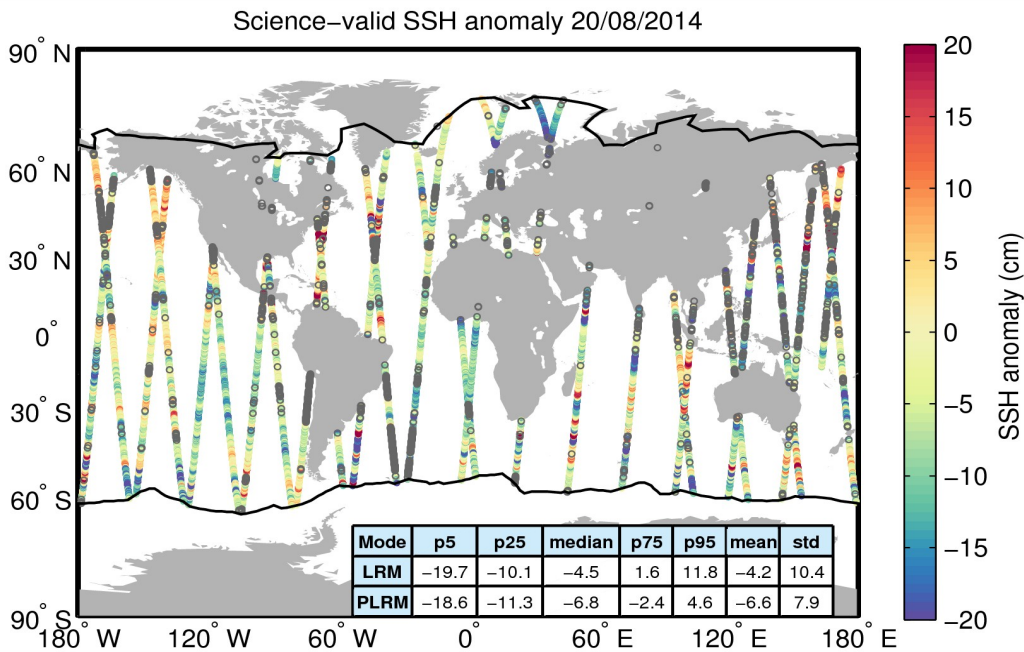 Science−valid SSH anomaly 20/08/2014
90° N
60° N
30° N
0°
30° S
60° S
90° S
180° W
120° W
60° W
0°
60° E
120° E
180° E
Mode p5 p25 median p75 p95 mean std
LRM −19.7 −10.1 −4.5 1.6 11.8 −4.2 10.4
PLRM −18.6 −11.3 −6.8 −2.4 4.6 −6.6 7.9
20
15
10
5
0
−5
−10
−15
−20
SSH anomaly (cm)